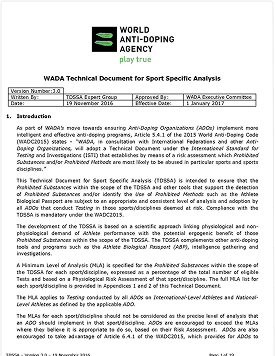 WORLD
ANTI-DOPING
AGENCY
play true
WADA Technical Document for Sport Specific Analysis
Version Number:3.0
Written By: TDSSA Expert Group Approved By: WADA Executive Committee
Date: 19 November 2016 Effective Date: 1 January 2017
1. Introduction
As part of WADA's move towards ensuring Anti-Doping Organizations (ADOs) implement more
intelligent and effective anti-doping programs, Article 5.4.1 of the 2015 World Anti-Doping Code
(WADC2015) states – "WADA, in consultation with International Federations and other Anti-
Doping Organizations, will adopt a Technical Document under the International Standard for
Testing and Investigations (ISTI) that establishes by means of a risk assessment which Prohibited
Substances and/or Prohibited Methods are most likely to be abused in particular sports and sports
disciplines."
This Technical Document for Sport Specific Analysis (TDSSA) is intended to ensure that the
Prohibited Substances within the scope of the TDSSA and other tools that support the detection
of Prohibited Substances and/or identify the Use of Prohibited Methods such as the Athlete
Biological Passport are subject to an appropriate and consistent level of analysis and adoption by
all ADOs that conduct Testing in those sports/disciplines deemed at risk. Compliance with the
TDSSA is mandatory under the WADC2015.
The development of the TDSSA is based on a scientific approach linking physiological and non-
physiological demand of Athlete performance with the potential ergogenic benefit of those
Prohibited Substances within the scope of the TDSSA. The TDSSA complements other anti-doping
tools and programs such as the Athlete Biological Passport (ABP), intelligence gathering and
investigations.
A Minimum Level of Analysis (MLA) is specified for the Prohibited Substances within the scope of
the TDSSA for each sport/discipline, expressed as a percentage of the total number of eligible
Tests and based on a Physiological Risk Assessment of that sport/discipline. The full MLA list for
each sport/discipline is provided in Appendices 1 and 2 of this Technical Document.
The MLA applies to Testing conducted by all ADOs on International-Level Athletes and National-
Level Athletes as defined by the applicable ADO.
The MLAs for each sport/discipline should not be considered as the precise level of analysis that
an ADO should implement in that sport/discipline. ADOs are encouraged to exceed the MLAs
where they believe it is appropriate to do so, based on their Risk Assessment. ADOs are also
encouraged to take advantage of Article 6.4.1 of the WADC2015, which provides for ADOs to
TDSSA – Version 3.0 – 19 November 2016 Page 1 of 19